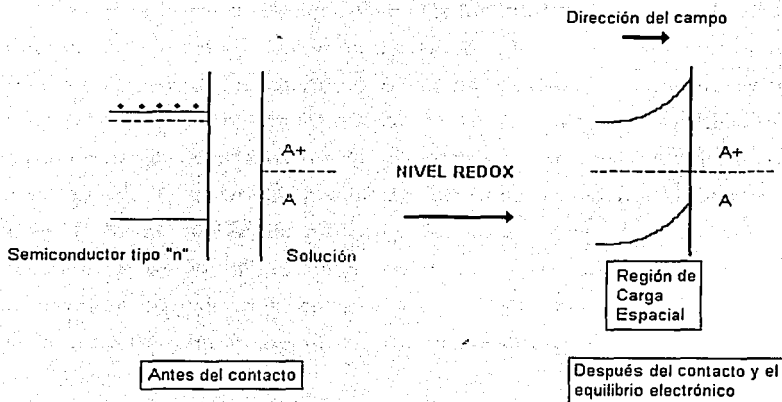 Dirección del campo
A+
A
NIVEL REDOX
A+
A
Semiconductor tipo "n"
Solución
Región de
Carga
Espacial
Antes del contacto
Después del contacto y el
equilibrio electrónico